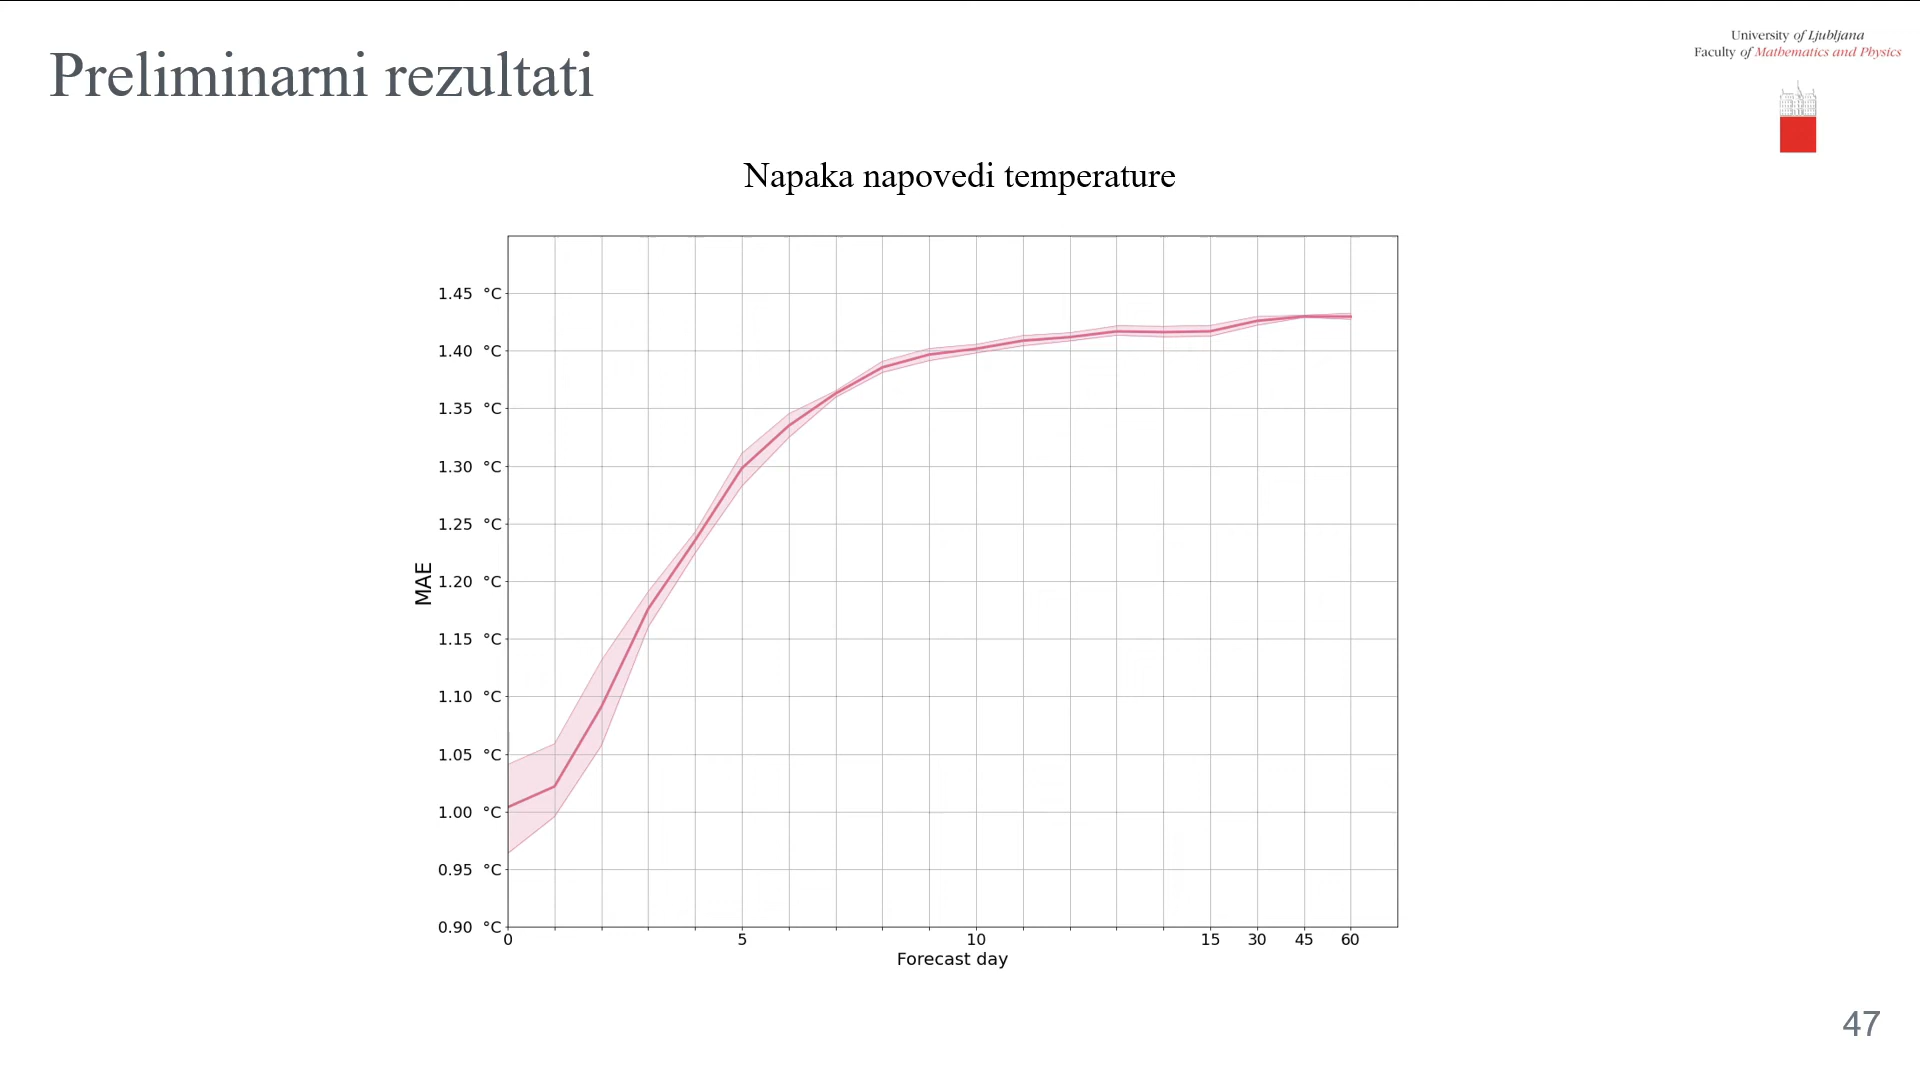 Preliminarni rezultati
University of Ljubljana
Faculty of Mathematics and Physics
Napaka napovedi temperature
1.45 °C
1.40 °C
1.35 °C
1.30 °C
1.25 °C
1.20 °C
1.15 °C
1.10 °C
1.05 °C
1.00 °C
0.95 °C
0.90 °C
MAE
0 5 10 15 30 45 60
Forecast day
47